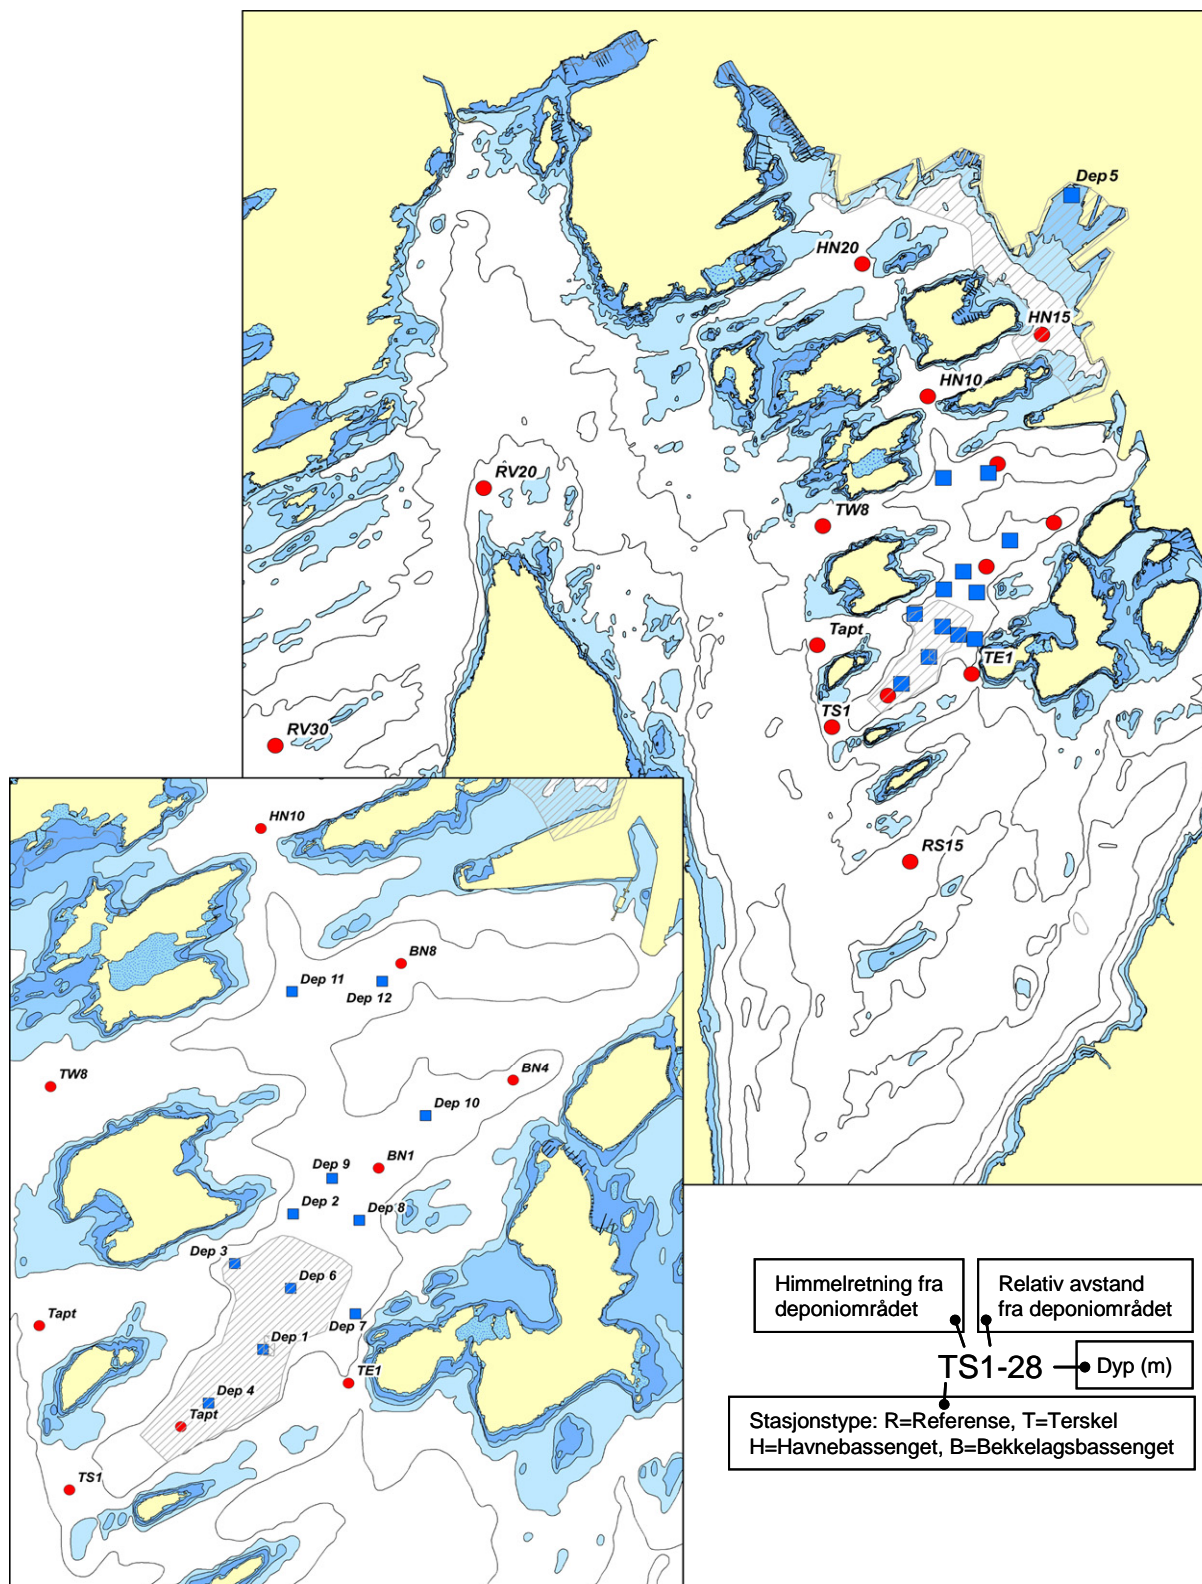 Dep 5
HN20
HN15
HN10
RV20
TW8
Tapt
TE1
TS1
RV30
RS15
HN10
BN8
Dep 11
Dep 12
TW8
BN4
Dep 10
BN1
Dep 9
Dep 2
Dep 8
Dep 3
Dep 6
Tapt
Dep 7
Dep 1
TE1
Dep 4
Tapt
TS1
Himmelretning fra
deponiområdet
Relativ avstand
fra deponiområdet
TS1-28
Dyp (m)
Stasjonstype: R=Referense, T=Terskel
H=Havnebassenget, B=Bekkelagsbassenget